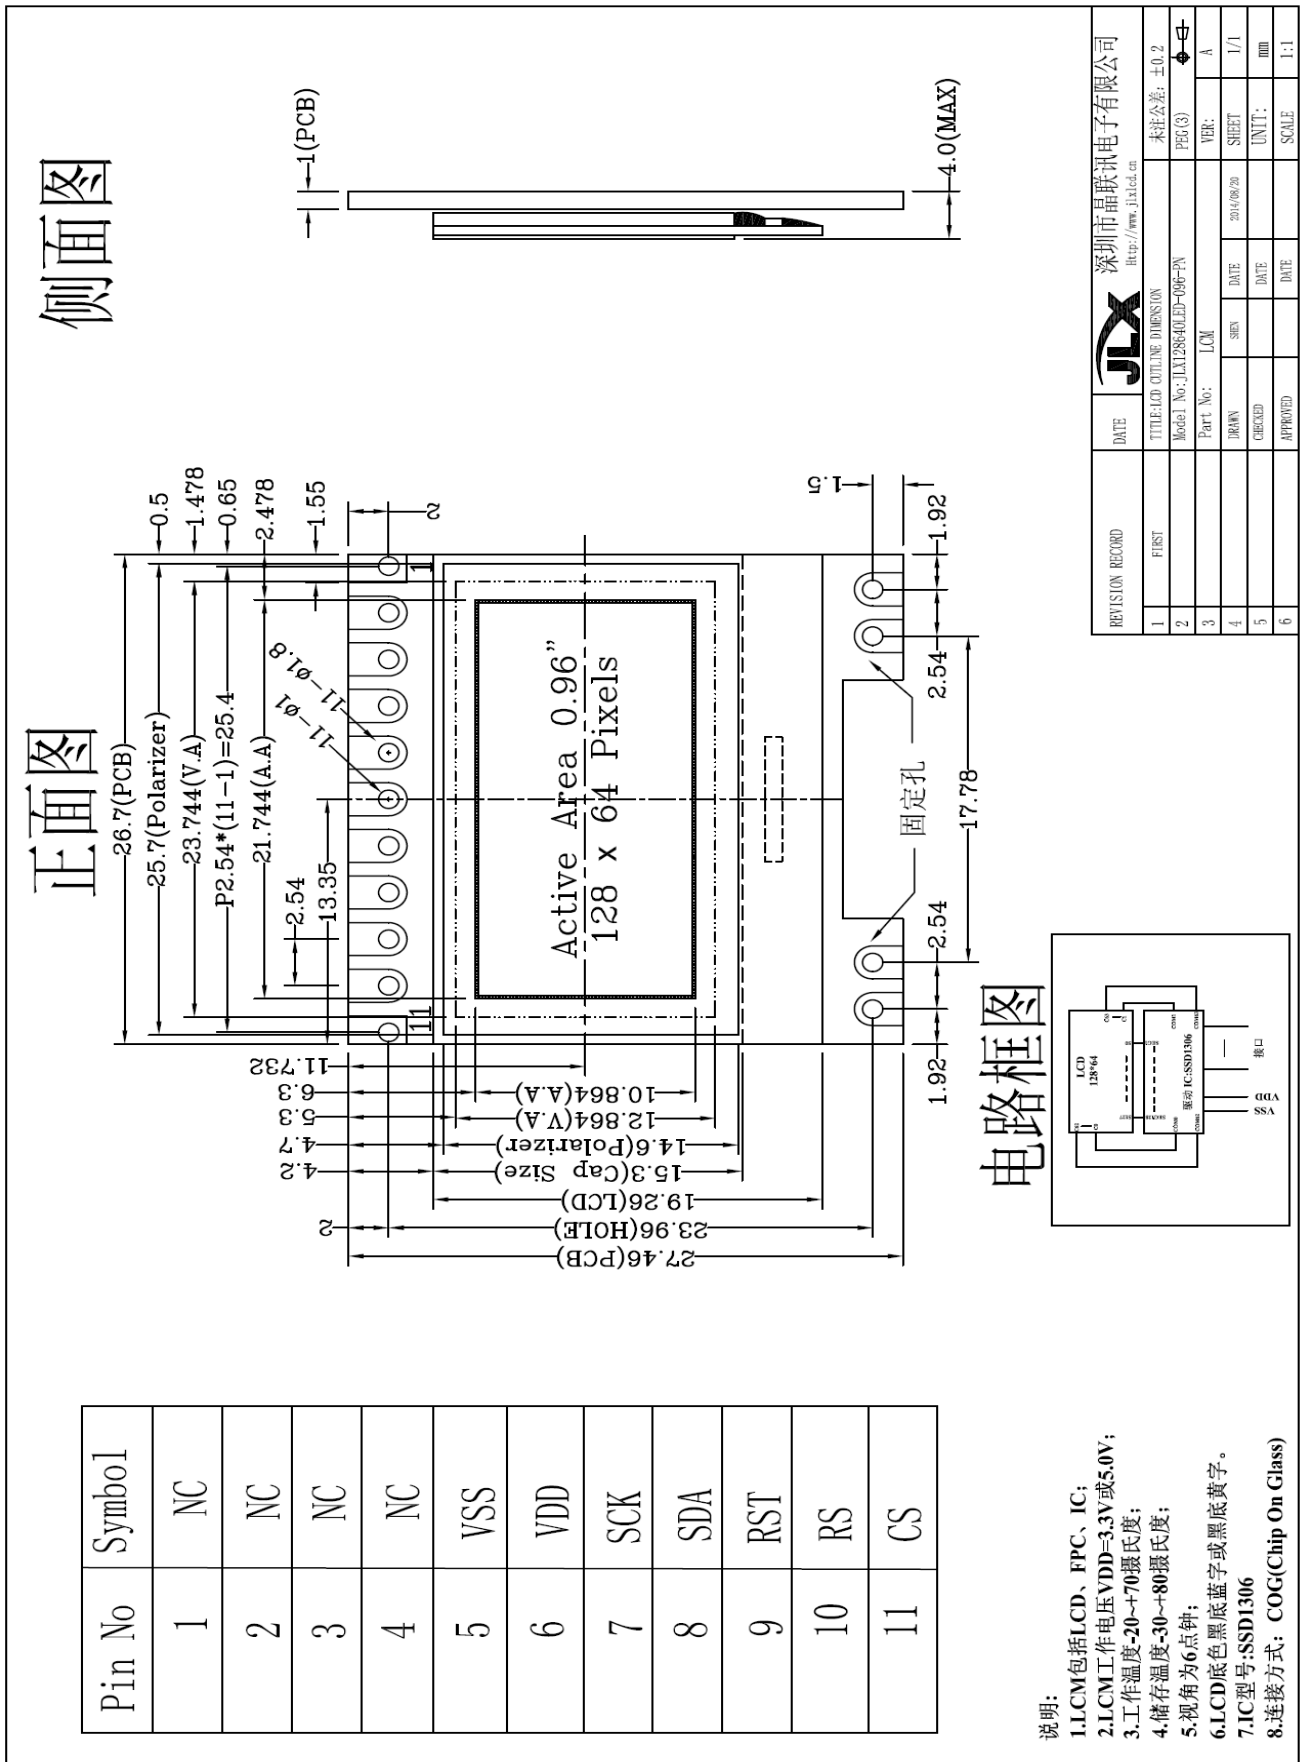 正面图
26.7(PCB)
25.7(Polarizer)
23.744(V.A)
P2.54*(11-1)=25.4
21.744(A.A)
2.54
13.35
0.5
1.478
0.65
2.478
1.55
2
11-ø1.8
11-ø1
1
11
Active Area 0.96”
128 x 64 Pixels
11.732
6.3
5.3
4.7
4.2
2
10.864(A.A)
12.864(V.A)
14.6(Polarizer)
15.3(Cap Size)
19.26(LCD)
23.96(HOLE)
27.46(PCB)
1.5
1.92
2.54
固定孔
17.78
2.54
1.92
侧面图
1(PCB)
4.0(MAX)
Pin No Symbol
1 NC
2 NC
3 NC
4 NC
5 VSS
6 VDD
7 SCK
8 SDA
9 RST
10 RS
11 CS
电路框图
LCD
128*64
驱动 IC:SSD1306
VSS
VDD
接口
说明:
1.LCM包括LCD、FPC、IC;
2.LCM工作电压VDD=3.3V或5.0V;
3.工作温度-20~+70摄氏度;
4.储存温度-30~+80摄氏度;
5.视角为6点钟;
6.LCD底色黑底蓝字或黑底黄字。
7.IC型号:SSD1306
8.连接方式: COG(Chip On Glass)
REVISION RECORD DATE
1 FIRST
2
3
4
5
6
JLX 深圳市晶联讯电子有限公司
Http://www.jlxlcd.cn
TITLE:LCD OUTLINE DIMENSION 未注公差: ±0.2
Model No:JLX128640LED-096-PN PEG(3)
Part No: LCM VER: A
DRAWN SHEN DATE 2014/08/20 SHEET 1/1
CHECKED DATE UNIT: mm
APPROVED DATE SCALE 1:1